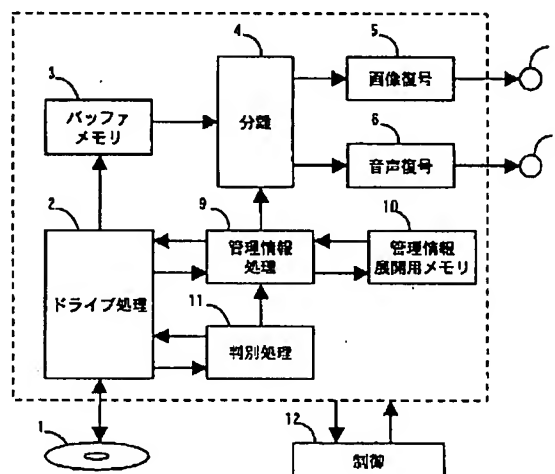 4
5
画像復号
3
バッファ
メモリ
分離
6
音声復号
2
9
10
管理情報
処理
管理情報
展開用メモリ
ドライブ処理
11
判別処理
1
12
制御